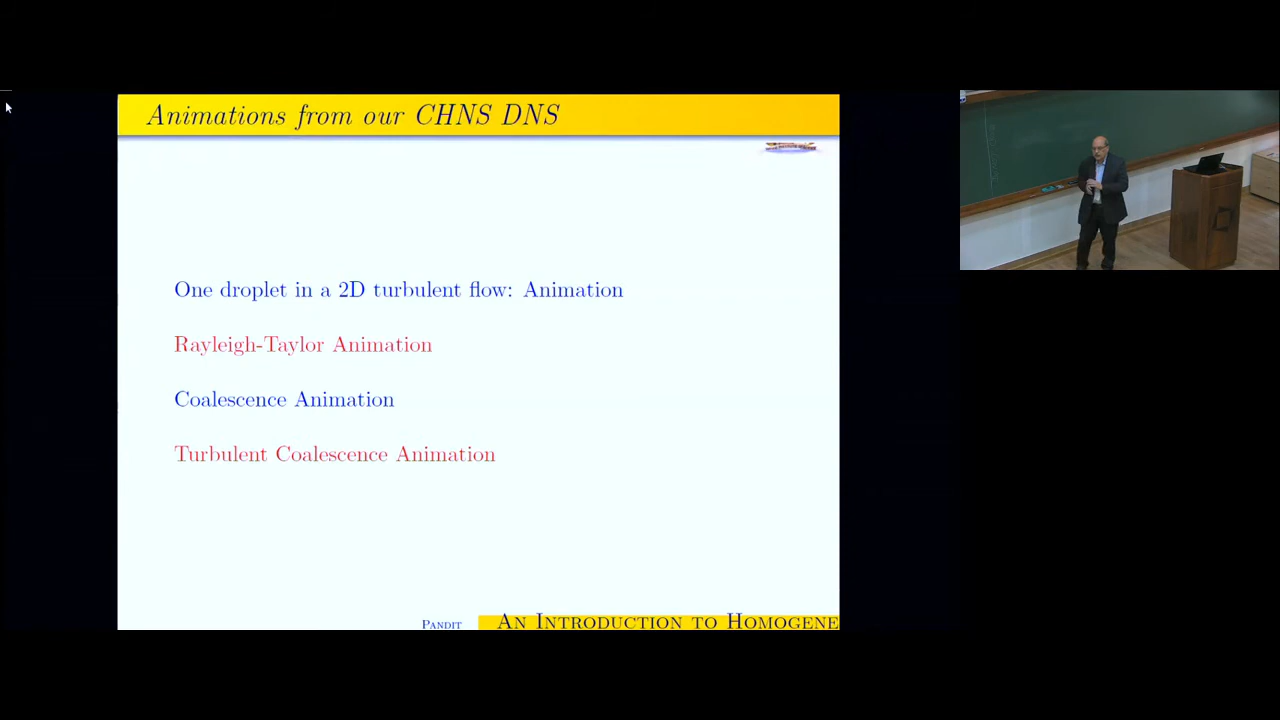 Animations from our CHNS DNS
One droplet in a 2D turbulent flow: Animation
Rayleigh-Taylor Animation
Coalescence Animation
Turbulent Coalescence Animation
Pandit
An Introduction to Homogene